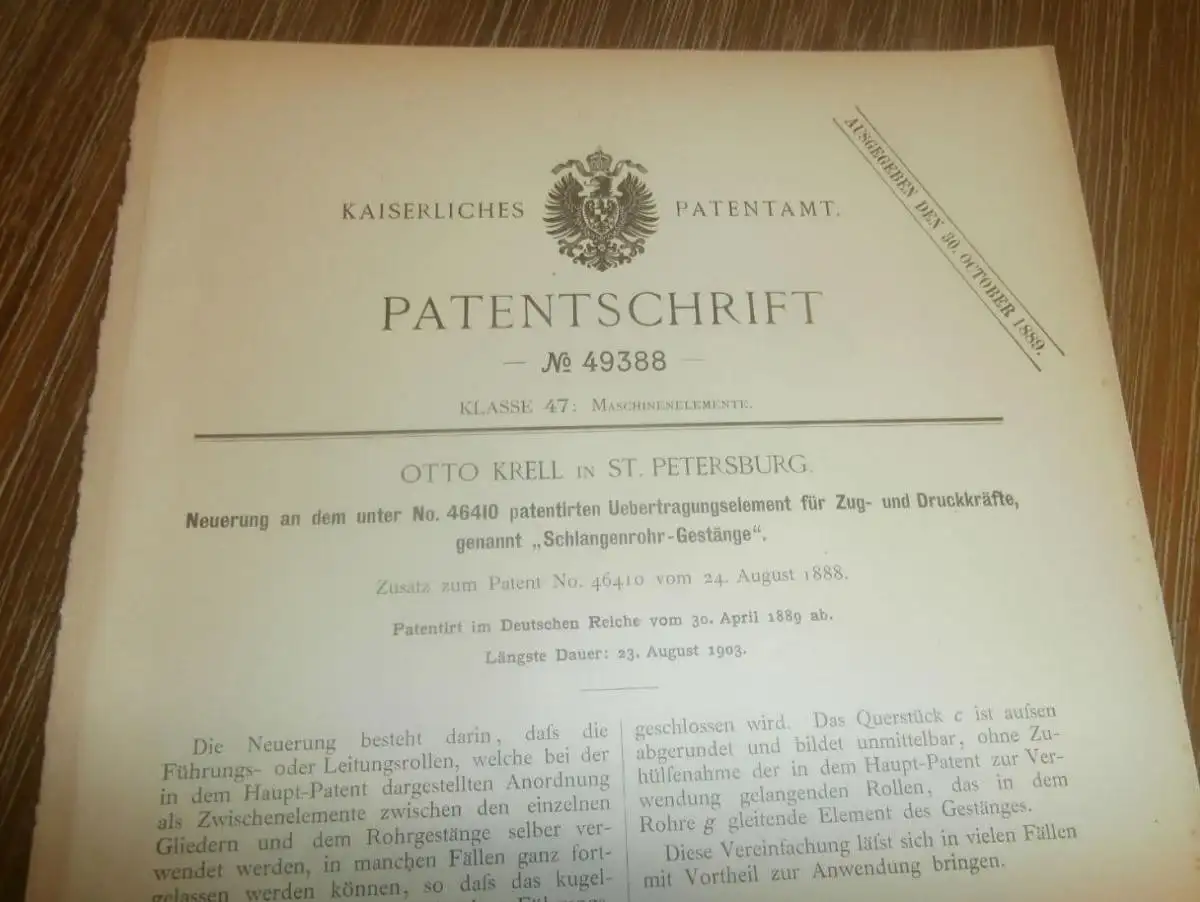 AUSGEGEBEN DEN 30. OCTOBER 1889.
KAISERLICHES PATENTAMT.
PATENTSCHRIFT
— № 49388 —
KLASSE 47: MASCHINENELEMENTE.
OTTO KRELL IN ST. PETERSBURG.
Neuerung an dem unter No. 46410 patentirten Uebertragungselement für Zug- und Druckkräfte,
genannt „Schlangenrohr-Gestänge“.
Zusatz zum Patent No. 46410 vom 24. August 1888.
Patentirt im Deutschen Reiche vom 30. April 1889 ab.
Längste Dauer: 23. August 1903.
Die Neuerung besteht darin, daſs die
Führungs- oder Leitungsrollen, welche bei der
in dem Haupt-Patent dargestellten Anordnung
als Zwischenelemente zwischen den einzelnen
Gliedern und dem Rohrgestänge selber ver-
wendet werden, in manchen Fällen ganz fort-
gelassen werden können, so daſs das kugel-
geschlossen wird. Das Querstück c ist auſsen
abgerundet und bildet unmittelbar, ohne Zu-
hülfenahme der in dem Haupt-Patent zur Ver-
wendung gelangenden Rollen, das in dem
Rohre g gleitende Element des Gestänges.
Diese Vereinfachung läſst sich in vielen Fällen
mit Vortheil zur Anwendung bringen.